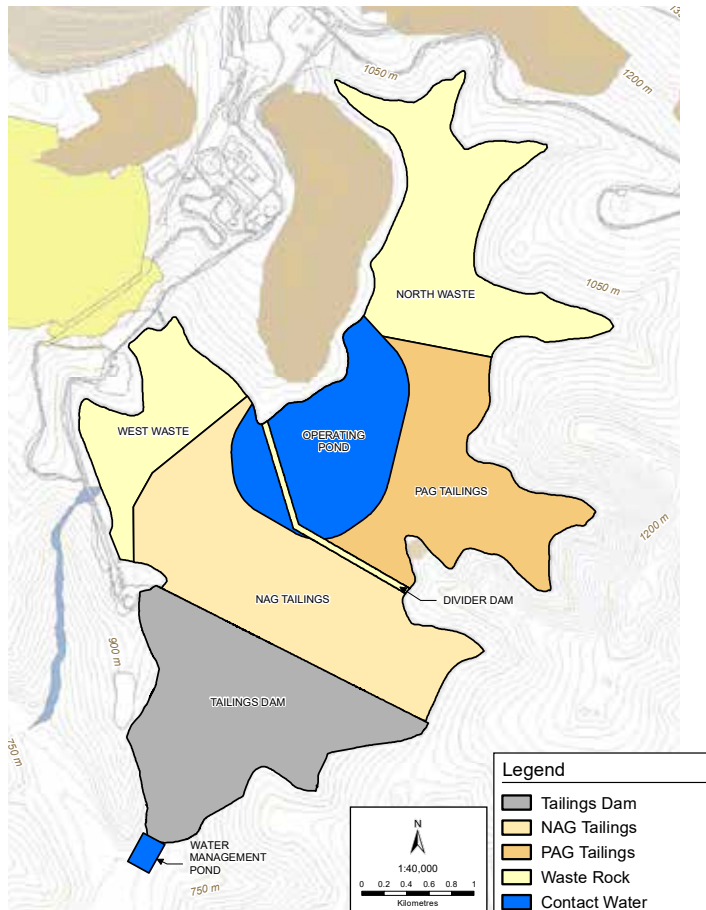 1050 m
1200 m
NORTH WASTE
1050 m
WEST WASTE
OPERATING
POND
PAG TAILINGS
1200 m
NAG TAILINGS
DIVIDER DAM
900 m
TAILINGS DAM
750 m
WATER
MANAGEMENT
POND
750 m
N
1:40,000
0 0.2 0.4 0.6 0.8 1
Kilometres
Legend
Tailings Dam
NAG Tailings
PAG Tailings
Waste Rock
Contact Water